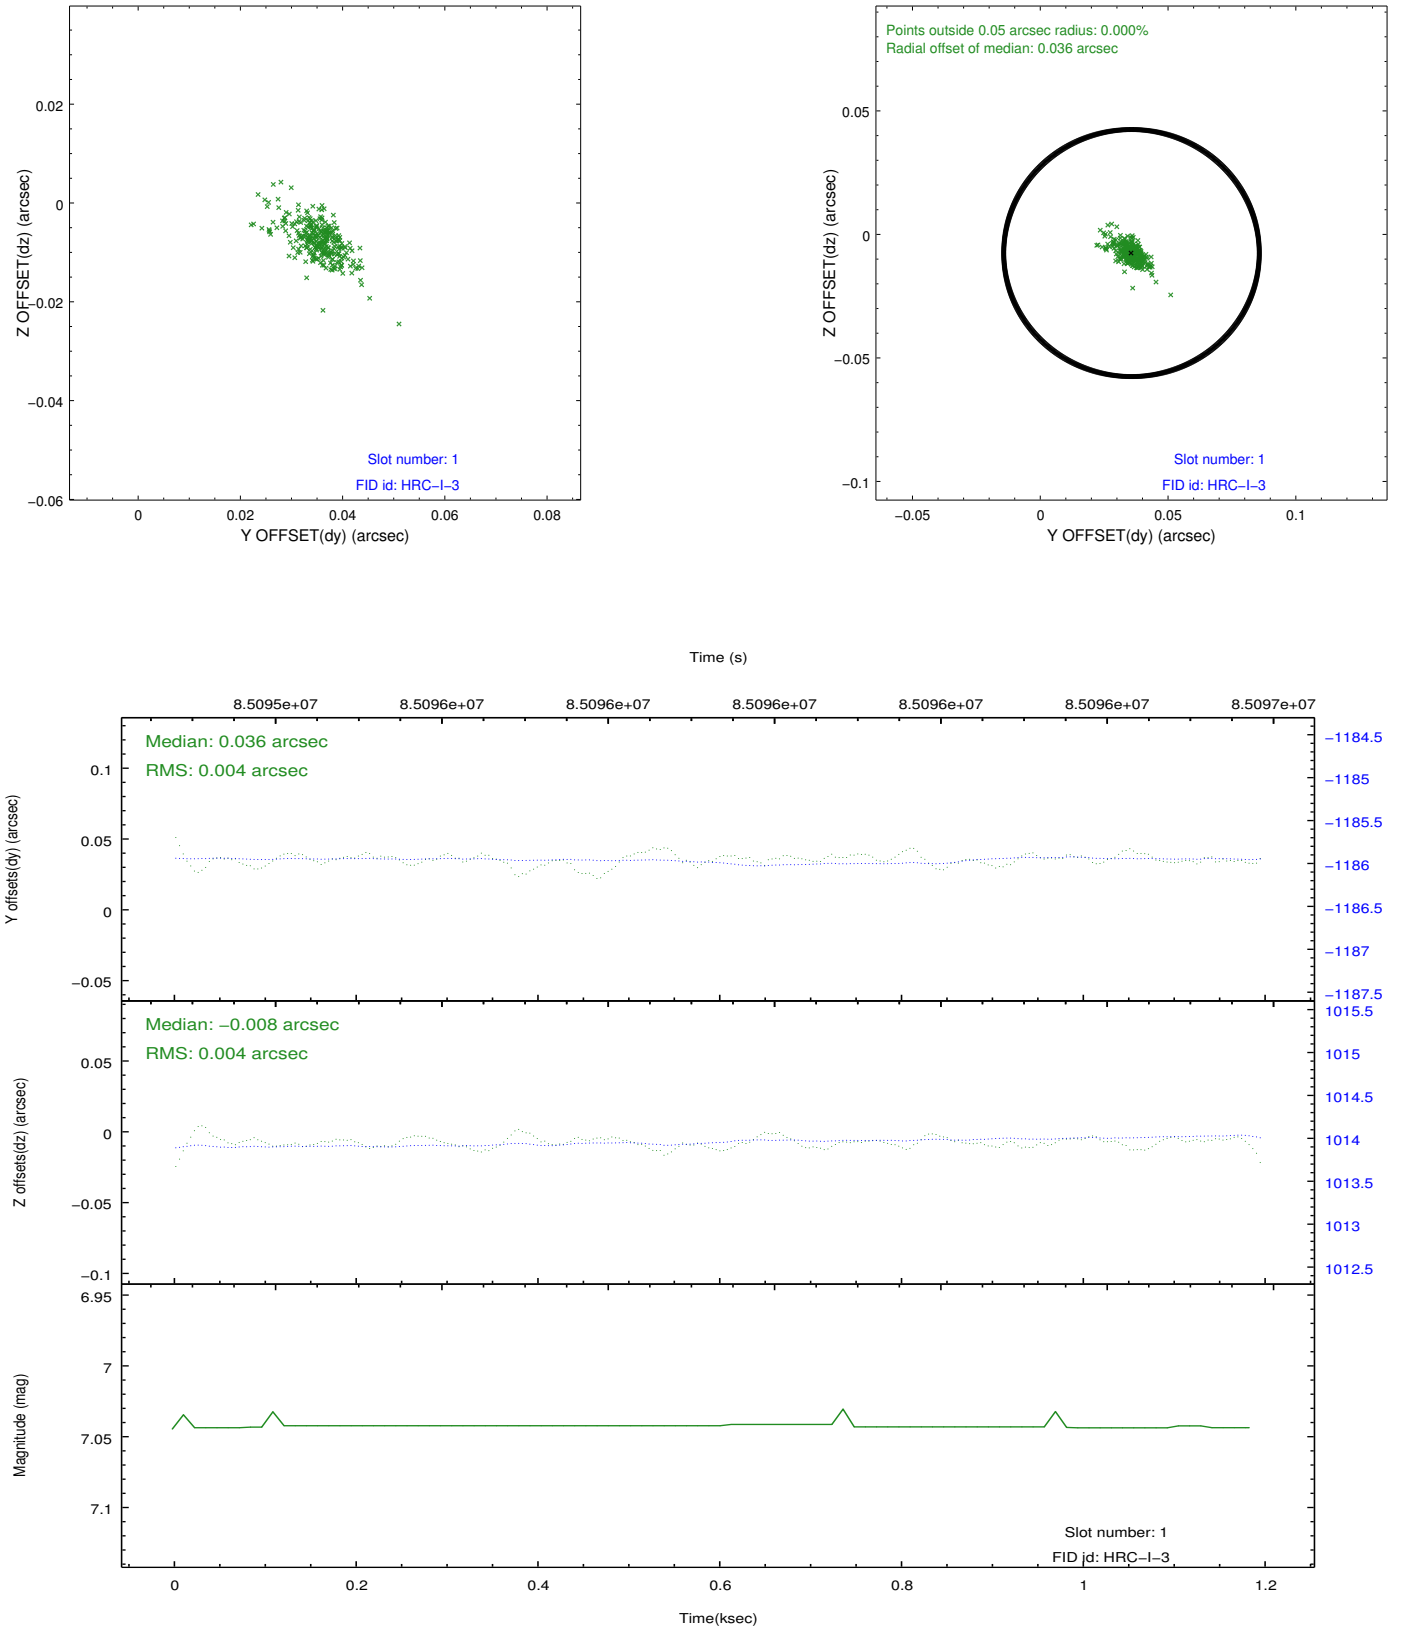 0.02
0
−0.02
−0.04
−0.06
Z OFFSET(dz) (arcsec)
Slot number: 1
FID id: HRC−I−3
0
0.02
0.04
0.06
0.08
Y OFFSET(dy) (arcsec)
Points outside 0.05 arcsec radius: 0.000%
Radial offset of median: 0.036 arcsec
0.05
0
−0.05
−0.1
Z OFFSET(dz) (arcsec)
Slot number: 1
FID id: HRC−I−3
−0.05
0
0.05
0.1
Y OFFSET(dy) (arcsec)
Time (s)
8.5095e+07
8.5096e+07
8.5096e+07
8.5096e+07
8.5096e+07
8.5096e+07
8.5097e+07
Median: 0.036 arcsec
RMS: 0.004 arcsec
0.1
0.05
0
−0.05
Y offsets(dy) (arcsec)
−1184.5
−1185
−1185.5
−1186
−1186.5
−1187
−1187.5
Median: −0.008 arcsec
RMS: 0.004 arcsec
0.05
0
−0.05
−0.1
Z offsets(dz) (arcsec)
1015.5
1015
1014.5
1014
1013.5
1013
1012.5
6.95
7
7.05
7.1
Magnitude (mag)
Slot number: 1
FID id: HRC−I−3
0
0.2
0.4
0.6
0.8
1
1.2
Time(ksec)